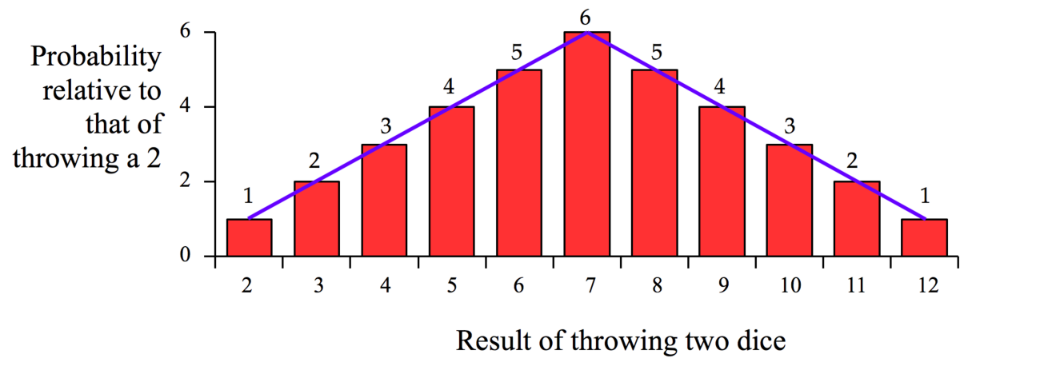 Probability
relative to
that of
throwing a 2
6
4
2
0
1
2
3
4
5
6
5
4
3
2
1
2 3 4 5 6 7 8 9 10 11 12
Result of throwing two dice